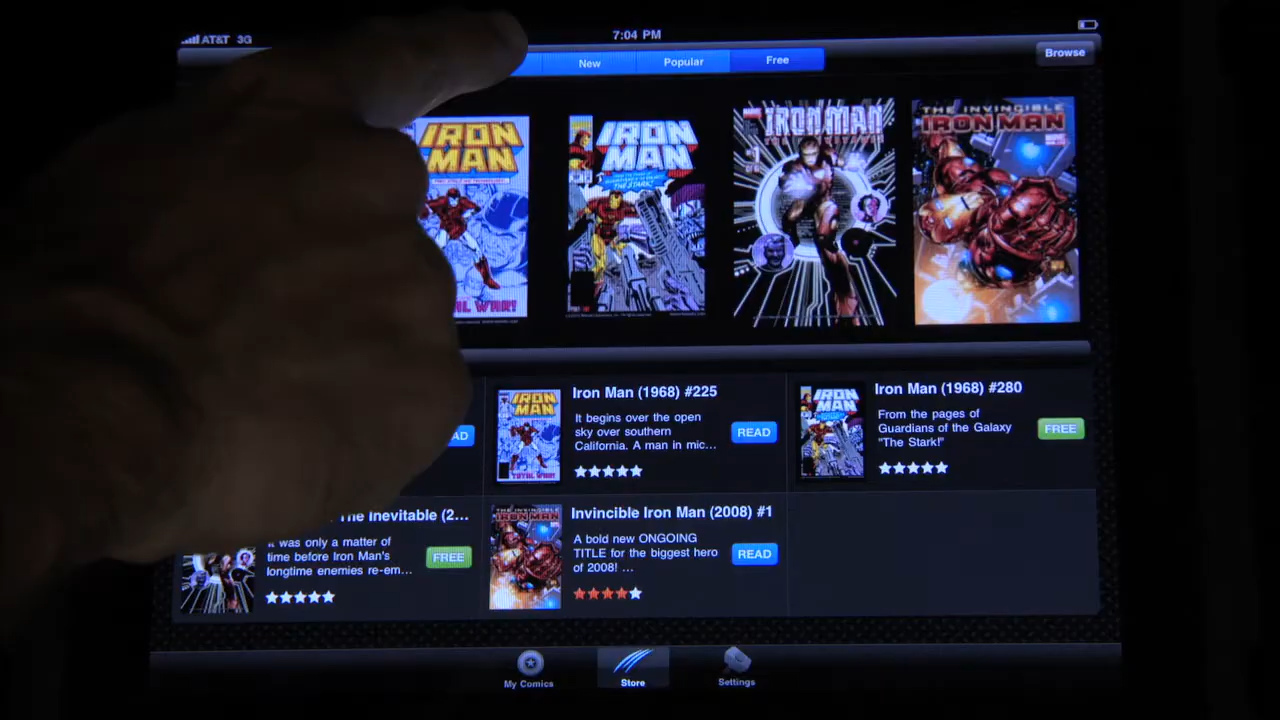 AT&T 3G
7:04 PM
New
Popular
Free
Browse
IRON MAN
IRON MAN
THE STARK!
IRON MAN
THE INVINCIBLE
IRON MAN
Iron Man (1968) #225
It begins over the open
sky over southern
California. A man in mic...
READ
Iron Man (1968) #280
From the pages of
Guardians of the Galaxy
"The Stark!"
FREE
The Inevitable (2...
It was only a matter of
time before Iron Man's
longtime enemies re-em...
FREE
Invincible Iron Man (2008) #1
A bold new ONGOING
TITLE for the biggest hero
of 2008! ...
READ
My Comics
Store
Settings